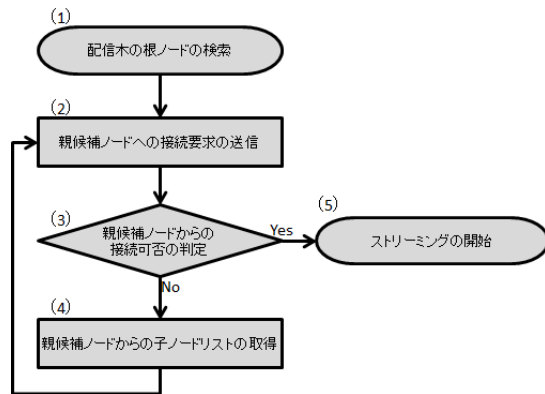 (1)
配信木の根ノードの検索
(2)
親候補ノードへの接続要求の送信
(3)
親候補ノードからの
接続可否の判定
Yes
(5)
ストリーミングの開始
No
(4)
親候補ノードからの子ノードリストの取得